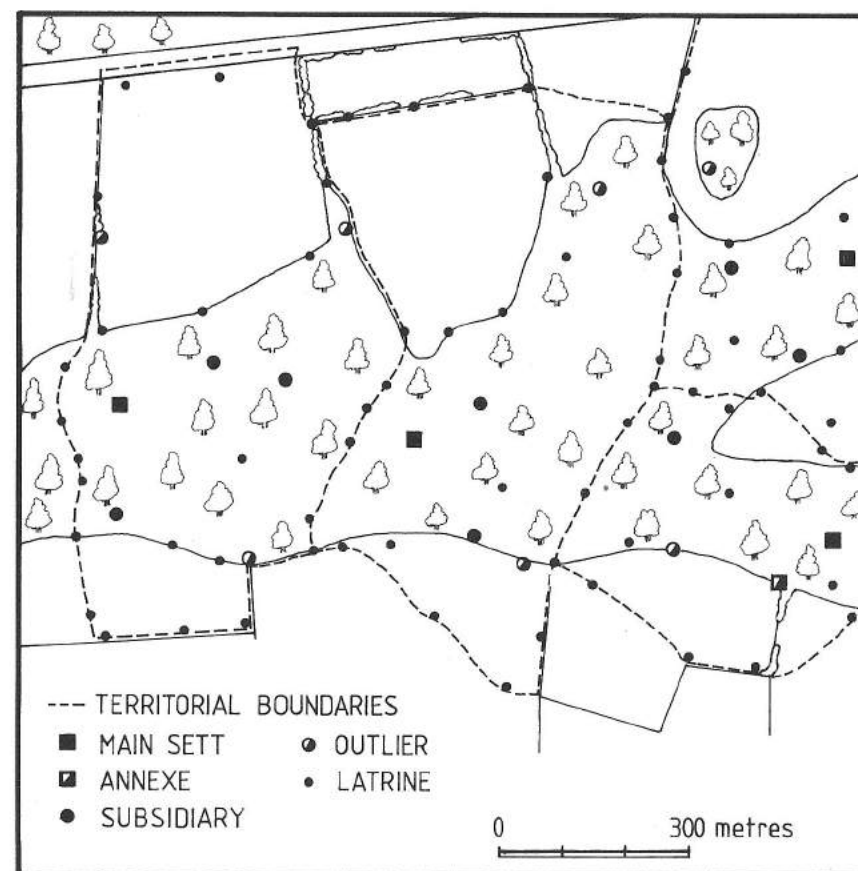 TERRITORIAL BOUNDARIES
MAIN SETT
OUTLIER
ANNEXE
LATRINE
SUBSIDIARY
0 300 metres